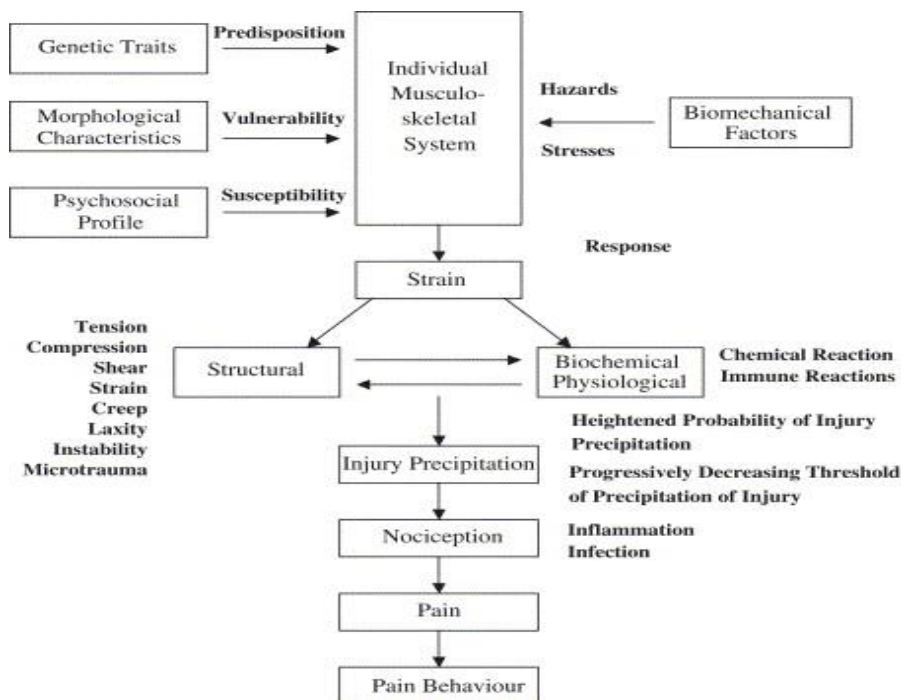 Predisposition
Genetic Traits
Individual
Musculo-
skeletal
System
Hazards
Morphological
Characteristics
Vulnerability
Biomechanical
Factors
Stresses
Psychosocial
Profile
Susceptibility
Response
Strain
Tension
Compression
Shear
Strain
Creep
Laxity
Instability
Microtrauma
Structural
Biochemical
Physiological
Chemical Reaction
Immune Reactions
Heightened Probability of Injury
Precipitation
Injury Precipitation
Progressively Decreasing Threshold
of Precipitation of Injury
Nociception
Inflammation
Infection
Pain
Pain Behaviour